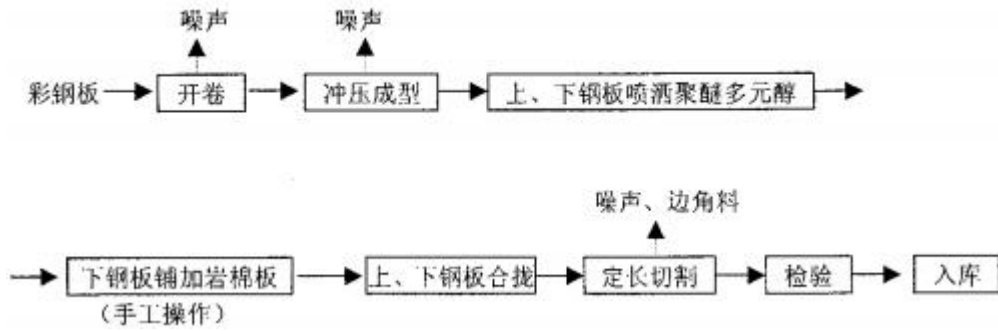 噪声 噪声
彩钢板 开卷 冲压成型 上、下钢板喷洒聚醚多元醇
噪声、边角料
下钢板铺加岩棉板 上、下钢板合拢 定长切割 检验 入库
（手工操作）